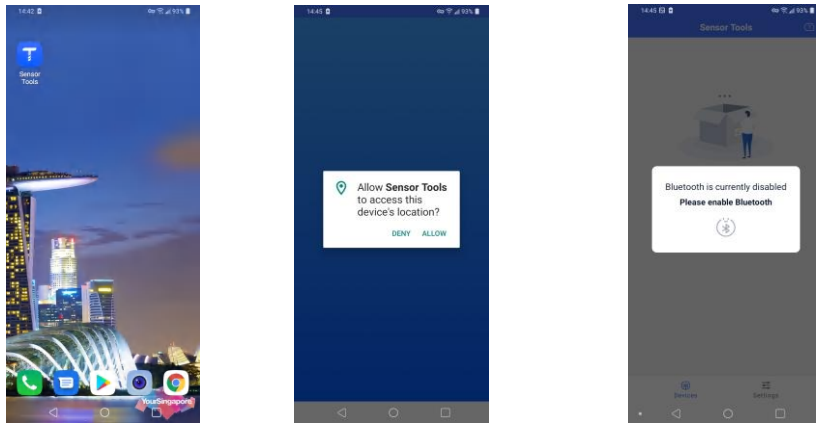 14:42
93%
Sensor
Tools
YourSingapore
14:45
93%
Allow Sensor Tools
to access this
device's location?
DENY ALLOW
14:45
93%
Sensor Tools
Bluetooth is currently disabled
Please enable Bluetooth
Devices Settings